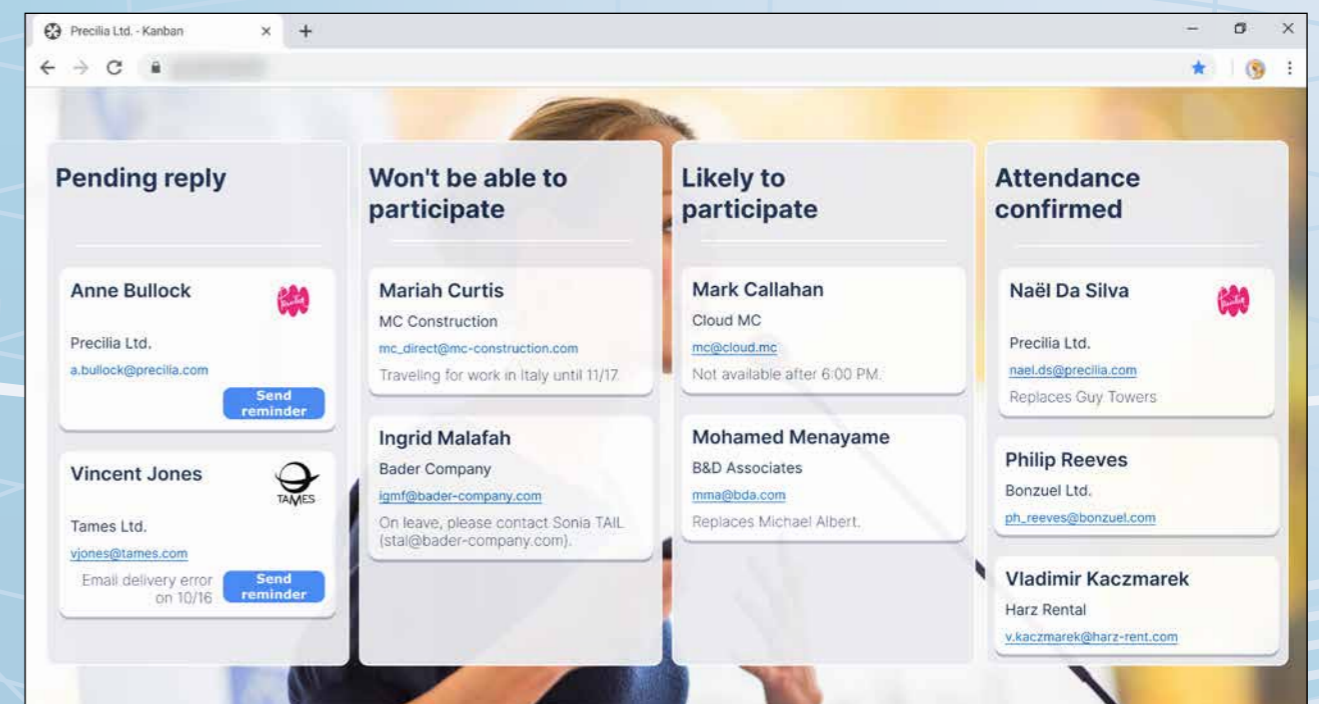 Precilia Ltd. - Kanban
Pending reply
Anne Bullock
Precilia Ltd.
a.bullock@precilia.com
Send
reminder
Vincent Jones
TAMES
Tames Ltd.
vjones@tames.com
Email delivery error
on 10/16
Send
reminder
Won't be able to
participate
Mariah Curtis
MC Construction
mc_direct@mc-construction.com
Traveling for work in Italy until 11/17.
Ingrid Malafah
Bader Company
igmf@bader-company.com
On leave, please contact Sonia TAIL
(stal@bader-company.com).
Likely to
participate
Mark Callahan
Cloud MC
mc@cloud.mc
Not available after 6:00 PM.
Mohamed Menayame
B&D Associates
mma@bda.com
Replaces Michael Albert.
Attendance
confirmed
Naël Da Silva
Precilia Ltd.
nael.ds@precilia.com
Replaces Guy Towers
Philip Reeves
Bonzuel Ltd.
ph_reeves@bonzuel.com
Vladimir Kaczmarek
Harz Rental
v.kaczmarek@harz-rent.com